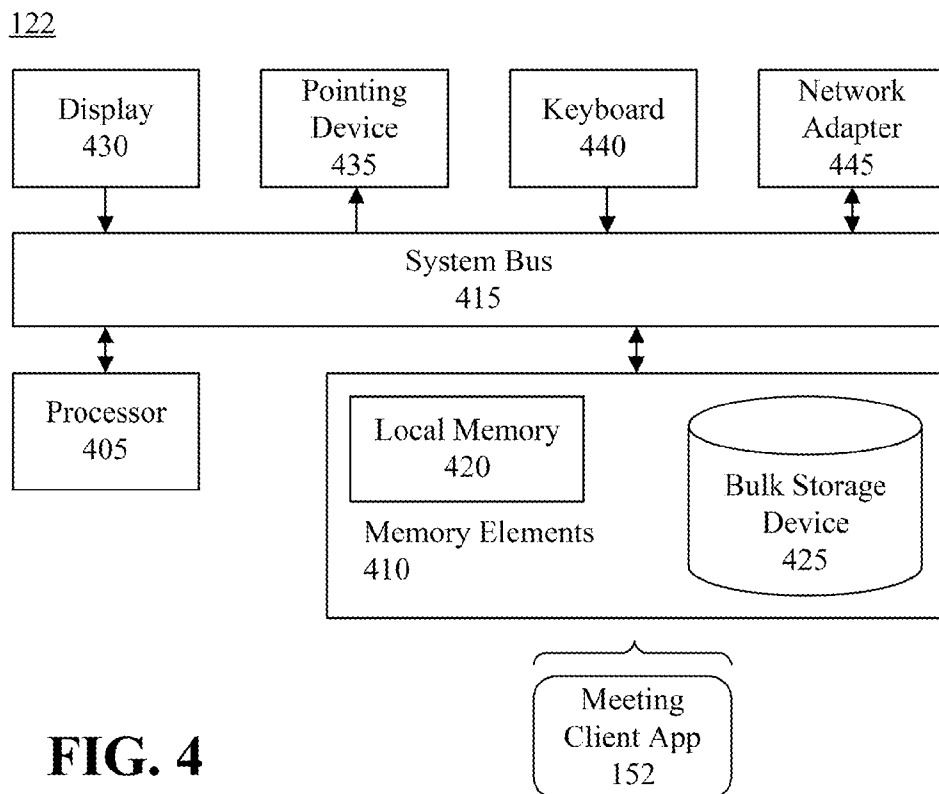 122
Display
430
Pointing
Device
435
Keyboard
440
Network
Adapter
445
System Bus
415
Processor
405
Local Memory
420
Memory Elements
410
Bulk Storage
Device
425
Meeting
Client App
152
FIG. 4